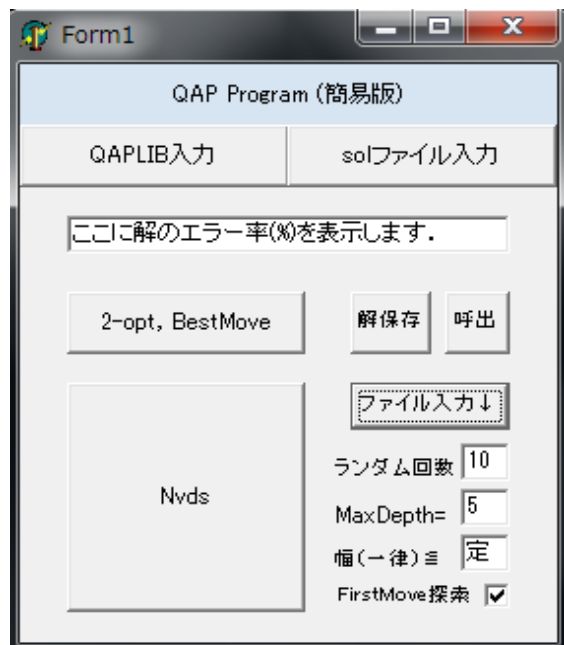 Form1
QAP Program (簡易版)
QAPLIB入力
solファイル入力
ここに解のエラー率(%)を表示します.
2-opt, BestMove
解保存
呼出
ファイル入力↓
Nvds
ランダム回数 10
MaxDepth= 5
幅(一律)≦ 定
FirstMove探索